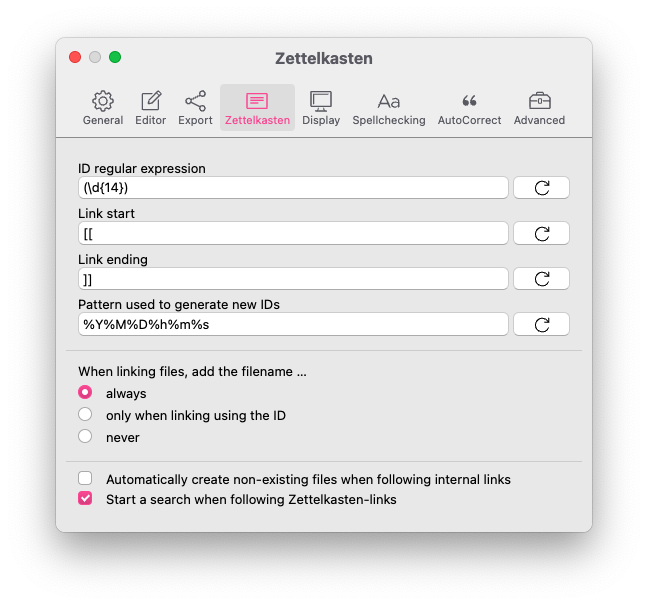 Zettelkasten
General Editor Export Zettelkasten Display Spellchecking AutoCorrect Advanced
ID regular expression
(\d{14})
Link start
[[
Link ending
]]
Pattern used to generate new IDs
%Y%M%D%h%m%s
When linking files, add the filename ...
always
only when linking using the ID
never
Automatically create non-existing files when following internal links
Start a search when following Zettelkasten-links